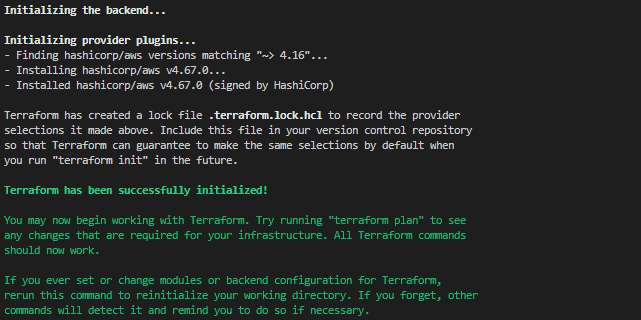 Initializing the backend...
Initializing provider plugins...
- Finding hashicorp/aws versions matching "~> 4.16"...
- Installing hashicorp/aws v4.67.0...
- Installed hashicorp/aws v4.67.0 (signed by HashiCorp)
Terraform has created a lock file .terraform.lock.hcl to record the provider
selections it made above. Include this file in your version control repository
so that Terraform can guarantee to make the same selections by default when
you run "terraform init" in the future.
Terraform has been successfully initialized!
You may now begin working with Terraform. Try running "terraform plan" to see
any changes that are required for your infrastructure. All Terraform commands
should now work.
If you ever set or change modules or backend configuration for Terraform,
rerun this command to reinitialize your working directory. If you forget, other
commands will detect it and remind you to do so if necessary.